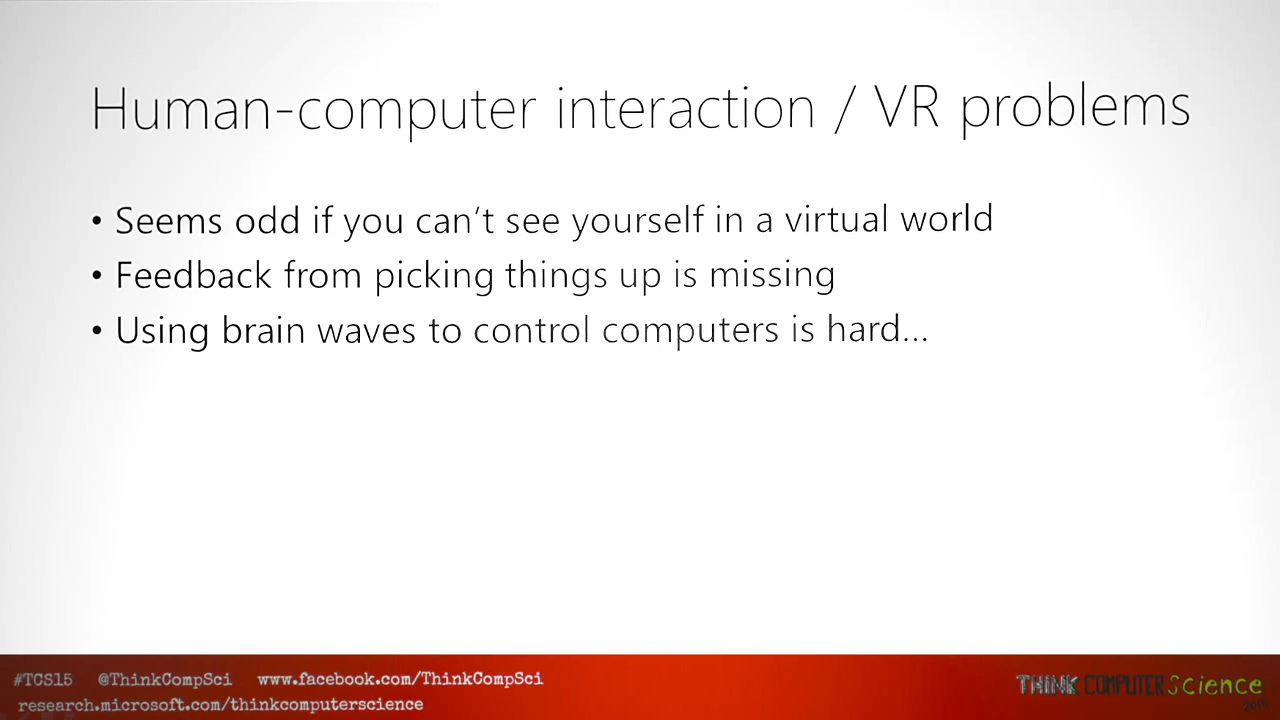 Human-computer interaction / VR problems
• Seems odd if you can't see yourself in a virtual world
• Feedback from picking things up is missing
• Using brain waves to control computers is hard...
#TCS15 @ThinkCompSci www.facebook.com/ThinkCompSci
research.microsoft.com/thinkcomputerscience
THINK COMPUTER SCience
2015